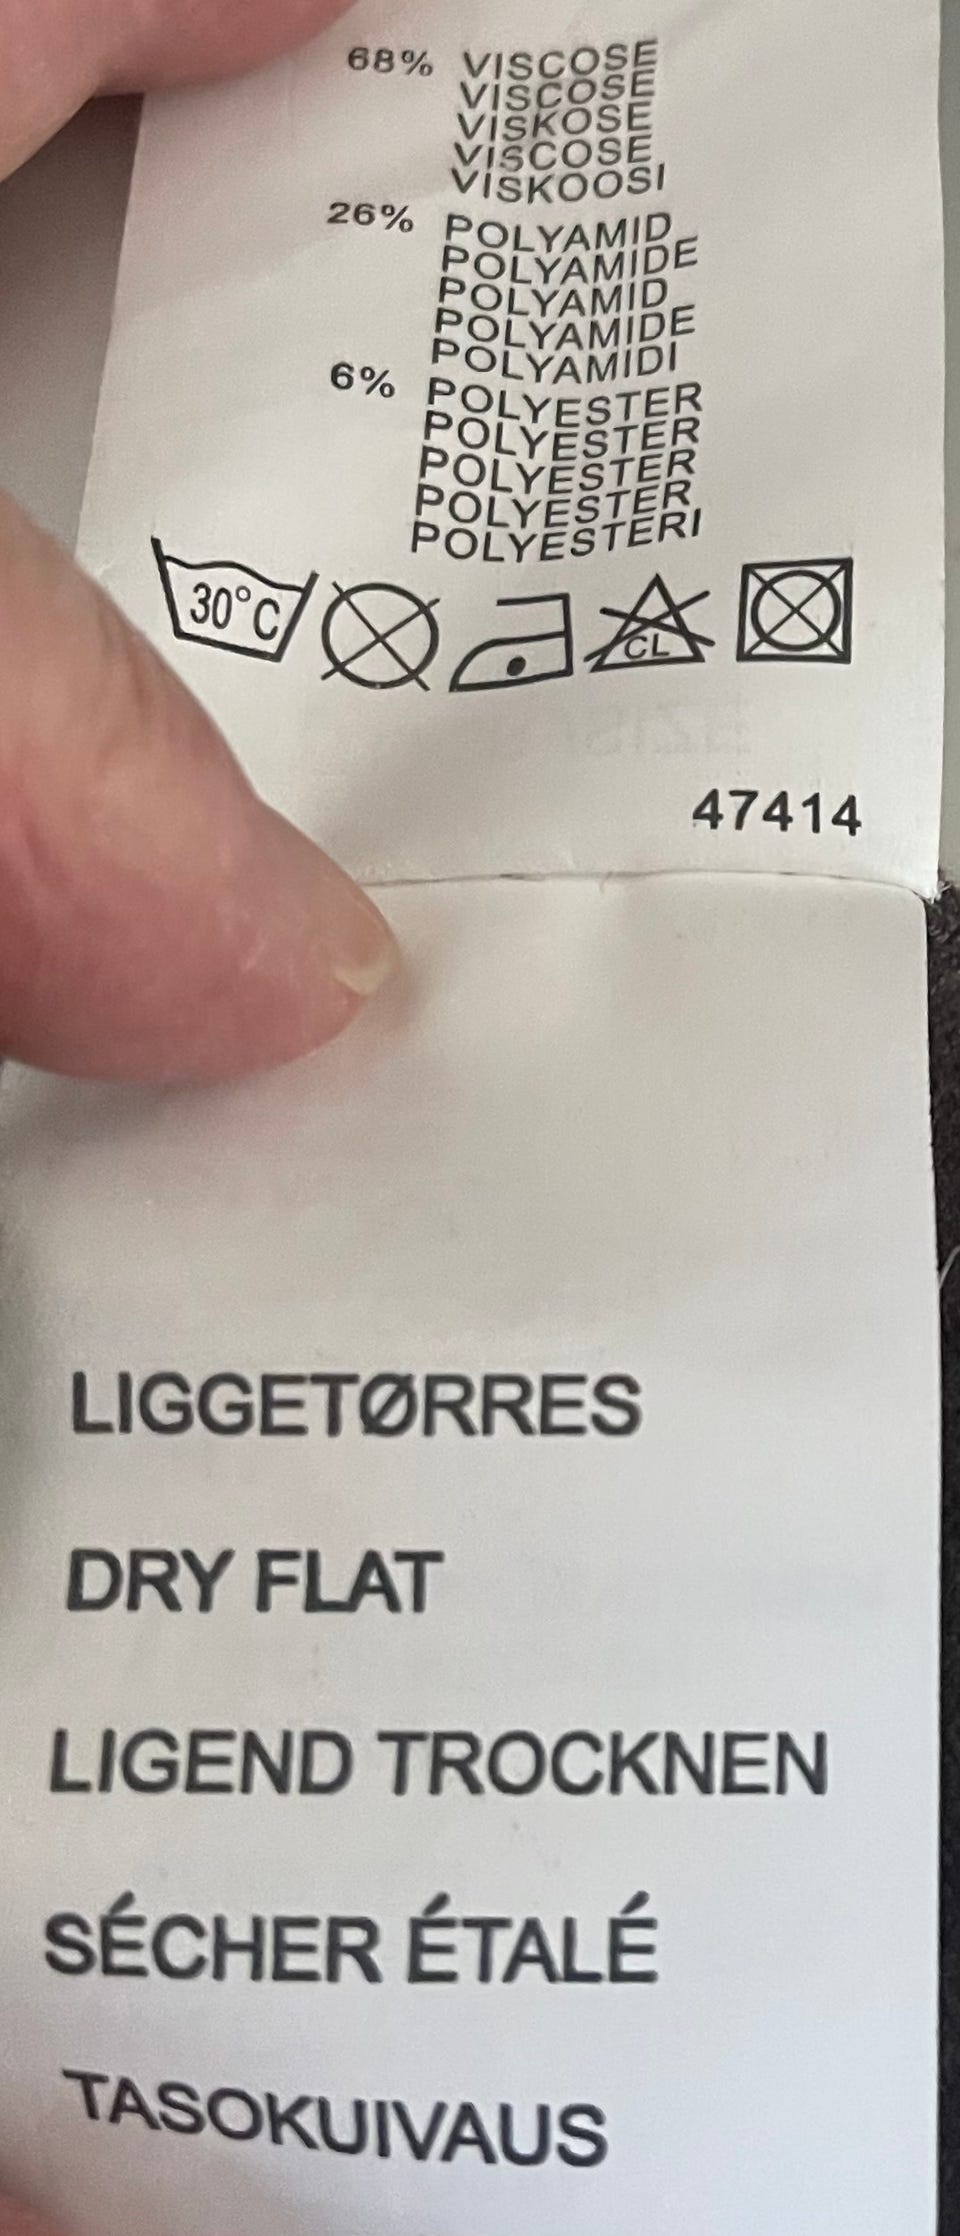 68% VISCOSE
VISCOSE
VISKOSE
VISCOSE
VISKOOSI
26% POLYAMID
POLYAMIDE
POLYAMID
POLYAMIDE
POLYAMIDI
6% POLYESTER
POLYESTER
POLYESTER
POLYESTER
POLYESTERI
30°C CL
47414
LIGGETØRRES
DRY FLAT
LIGEND TROCKNEN
SÉCHER ÉTALÉ
TASOKUIVAUS